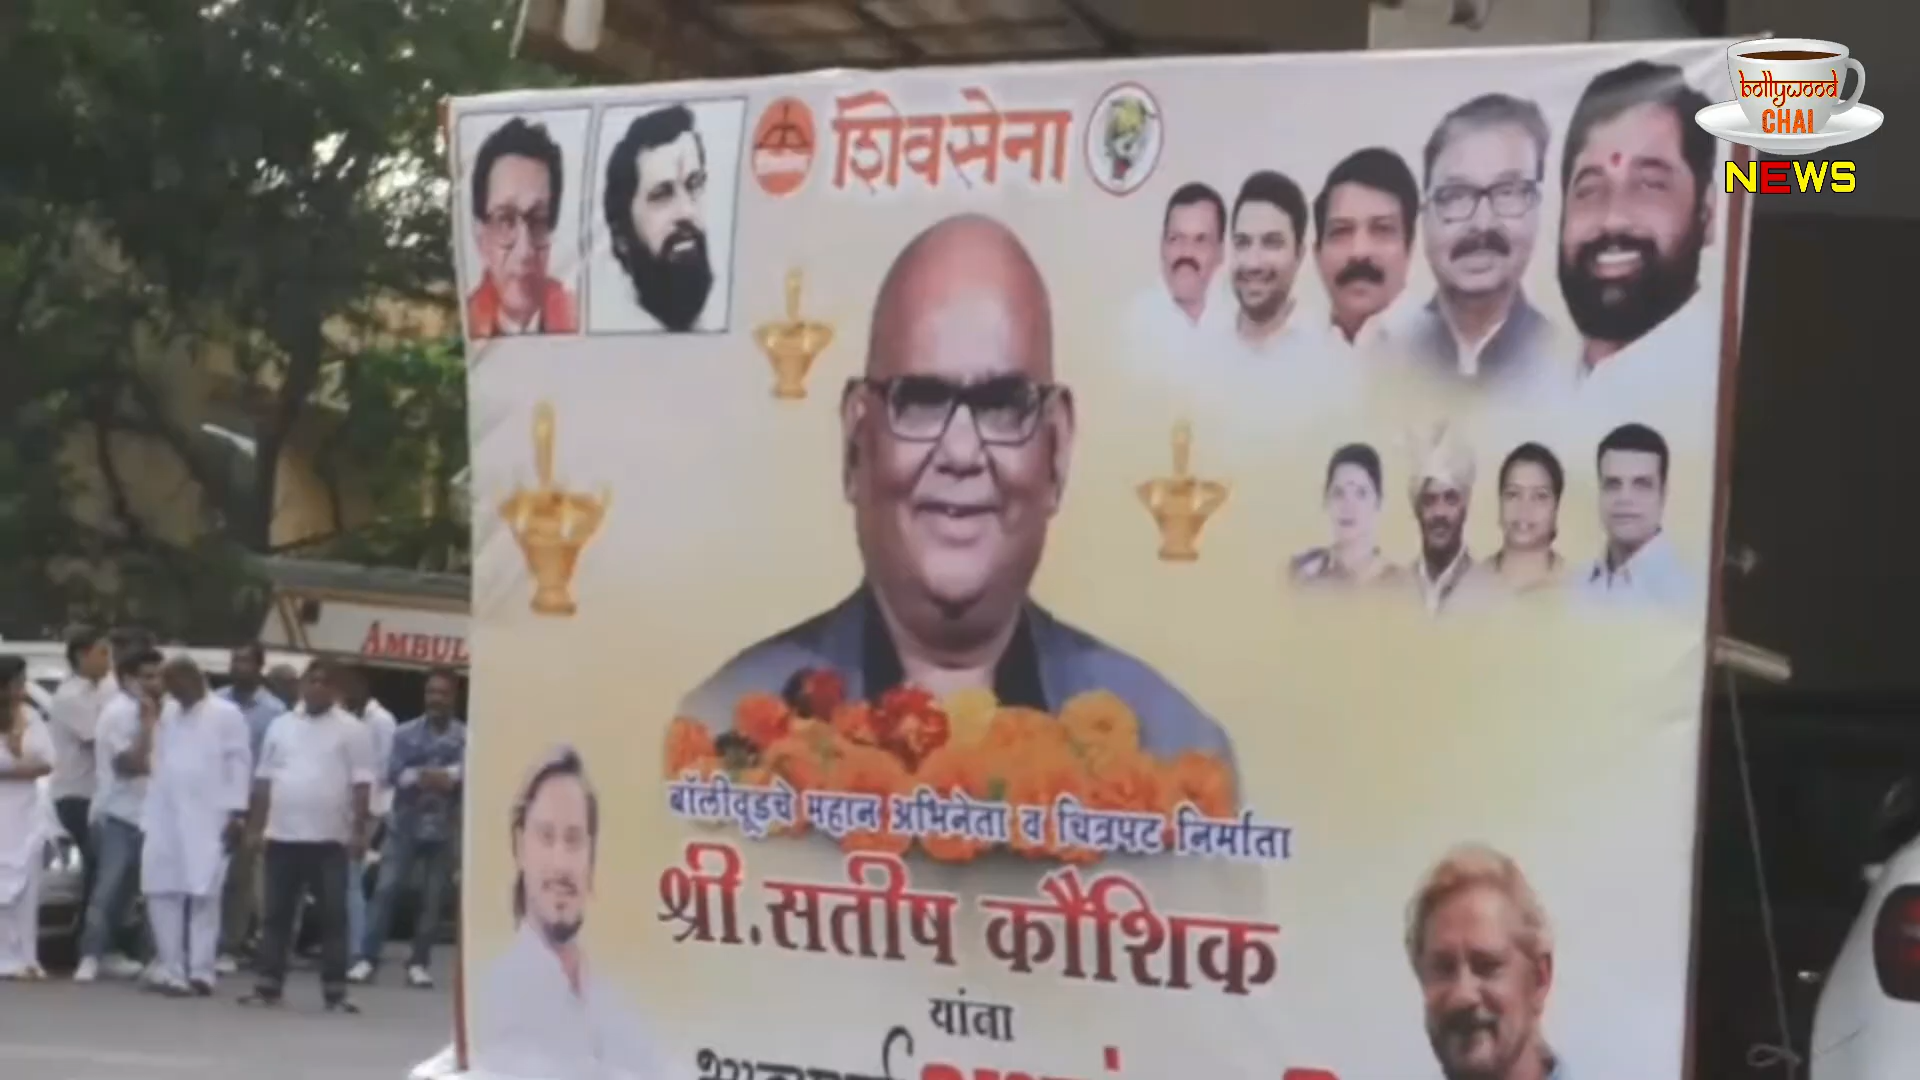 शिवसेना
bollywood
CHAI
NEWS
AMBUL
बॉलीवूडचे महान अभिनेता व चित्रपट निर्माता
श्री.सतीष कौशिक
यांना